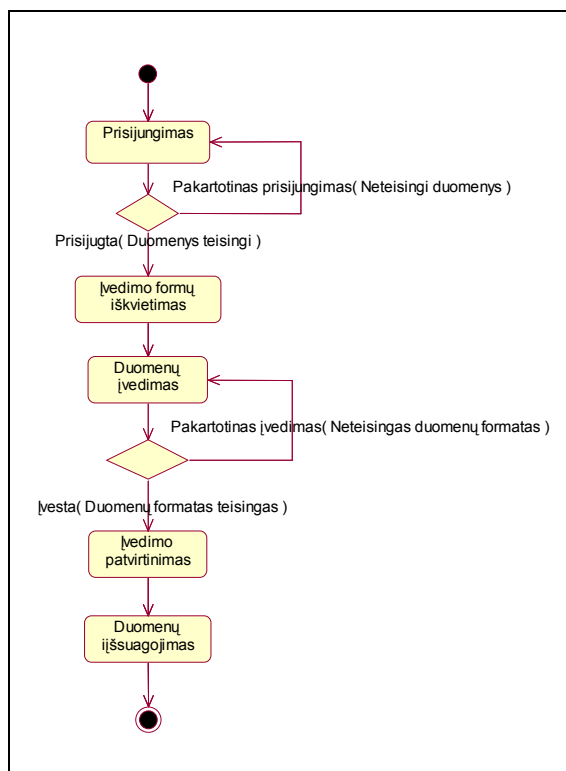 Prisijungimas
Pakartotinas prisijungimas( Neteisingi duomenys )
Prisijugta( Duomenys teisingi )
Įvedimo formų
iškvietimas
Duomenų
įvedimas
Pakartotinas įvedimas( Neteisingas duomenų formatas )
Įvesta( Duomenų formatas teisingas )
Įvedimo
patvirtinimas
Duomenų
iįšsuagojimas